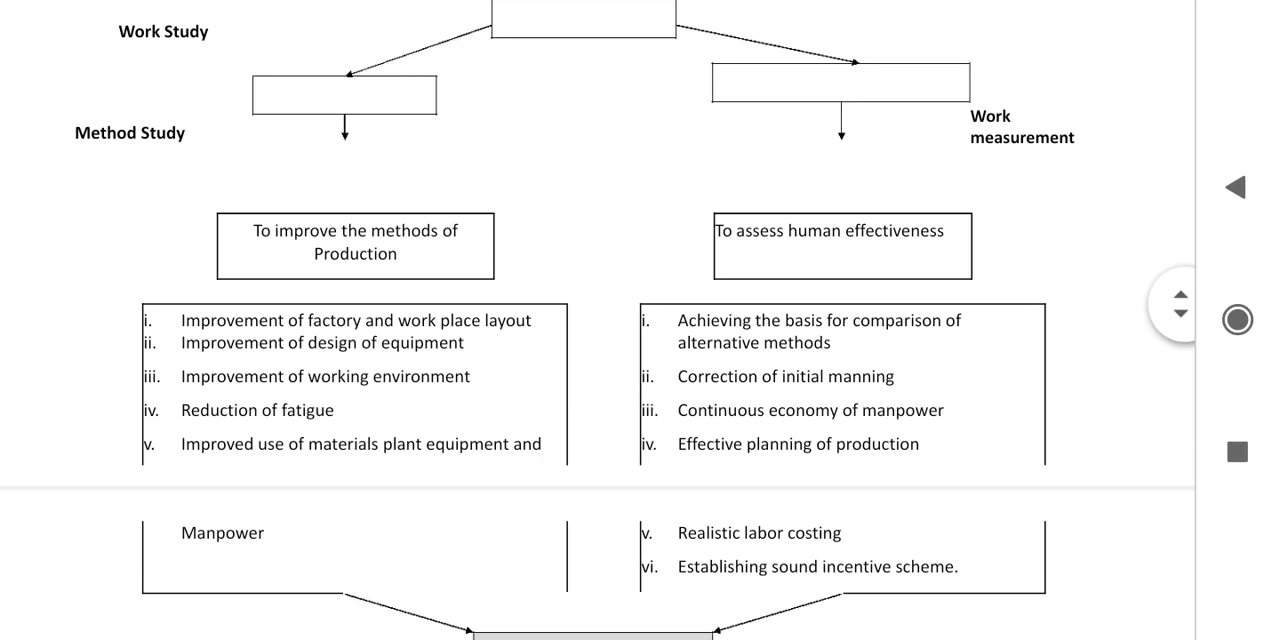 Work Study
Method Study
Work
measurement
To improve the methods of
Production
To assess human effectiveness
i. Improvement of factory and work place layout
ii. Improvement of design of equipment
iii. Improvement of working environment
iv. Reduction of fatigue
v. Improved use of materials plant equipment and
Manpower
i. Achieving the basis for comparison of
alternative methods
ii. Correction of initial manning
iii. Continuous economy of manpower
iv. Effective planning of production
v. Realistic labor costing
vi. Establishing sound incentive scheme.